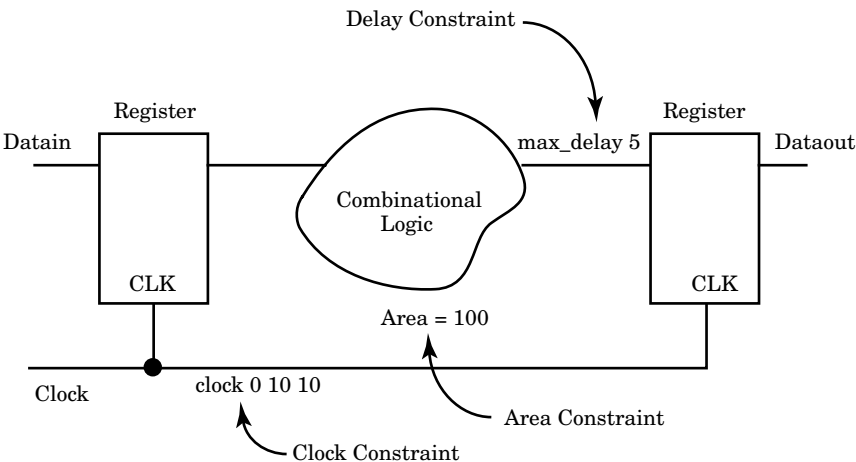 Delay Constraint
Register
Register
Datain
max_delay 5
Dataout
Combinational
Logic
CLK
CLK
Area = 100
Clock
clock 0 10 10
Area Constraint
Clock Constraint